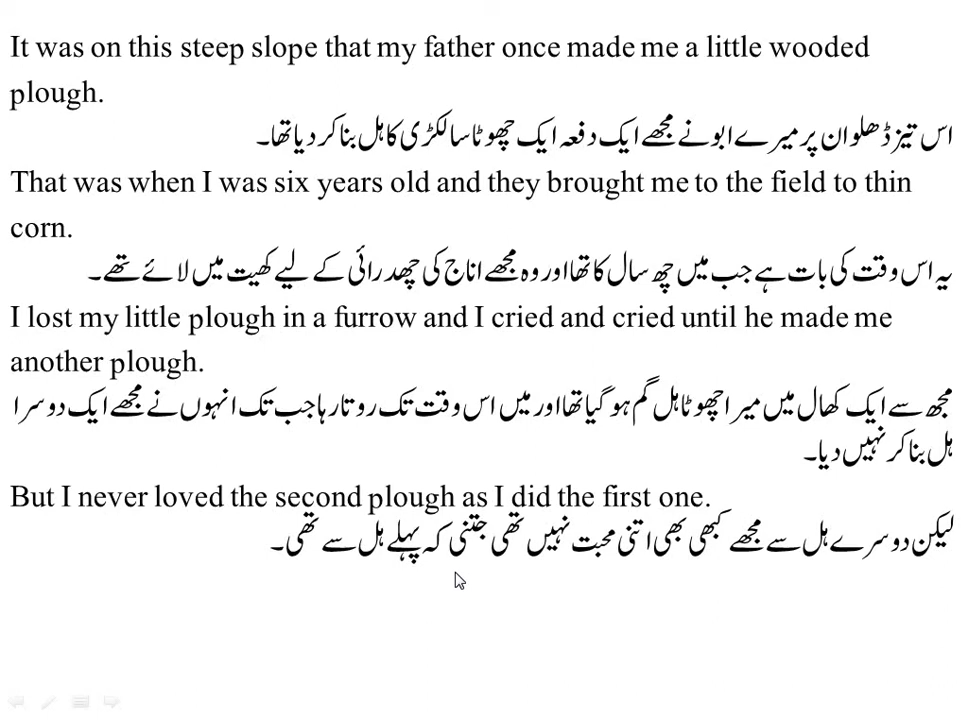 It was on this steep slope that my father once made me a little wooded
plough.
اس تیز ڈھلوان پر میرے ابو نے مجھے ایک دفعہ ایک چھوٹا سا لکڑی کا ہل بنا کر دیا تھا۔
That was when I was six years old and they brought me to the field to thin
corn.
یہ اس وقت کی بات ہے جب میں چھ سال کا تھا اور وہ مجھے اناج کی چھدرائی کے لیے کھیت میں لائے تھے۔
I lost my little plough in a furrow and I cried and cried until he made me
another plough.
مجھ سے ایک کھال میں میرا چھوٹا ہل گم ہو گیا تھا اور میں اس وقت تک روتا رہا جب تک انہوں نے مجھے ایک دوسرا
ہل بنا کر نہیں دیا۔
But I never loved the second plough as I did the first one.
لیکن دوسرے ہل سے مجھے کبھی بھی اتنی محبت نہیں تھی جتنی کہ پہلے ہل سے تھی۔